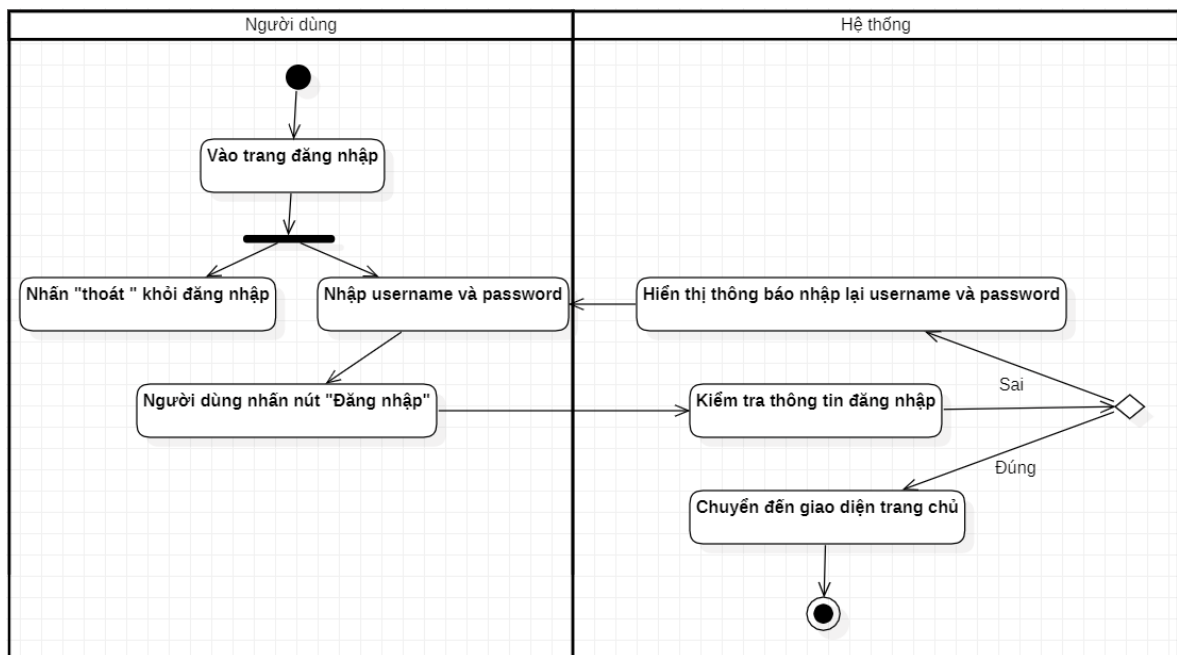 Người dùng
Hệ thống
Vào trang đăng nhập
Nhấn "thoát " khỏi đăng nhập
Nhập username và password
Hiển thị thông báo nhập lại username và password
Sai
Người dùng nhấn nút "Đăng nhập"
Kiểm tra thông tin đăng nhập
Đúng
Chuyển đến giao diện trang chủ